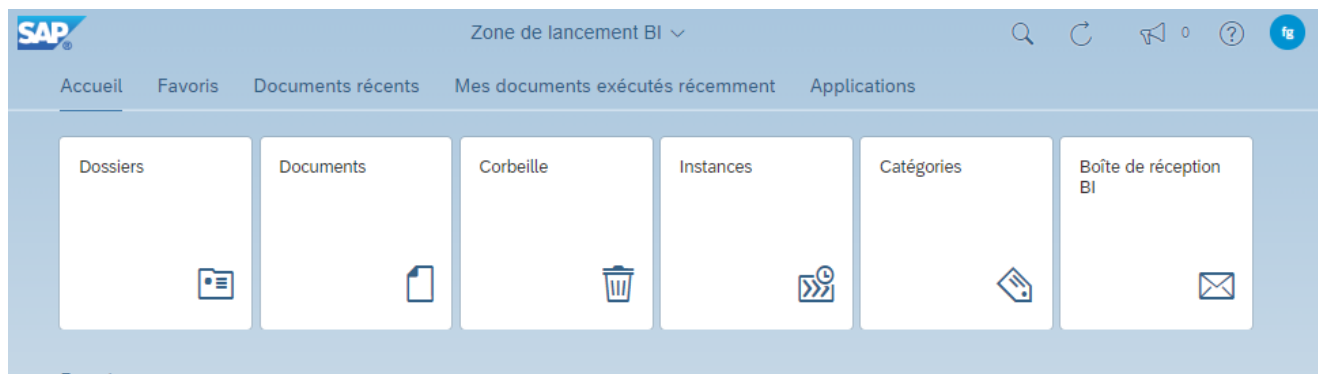 SAP®
Zone de lancement BI
0
fg
Accueil Favoris Documents récents Mes documents exécutés récemment Applications
Dossiers
Documents
Corbeille
Instances
Catégories
Boîte de réception
BI